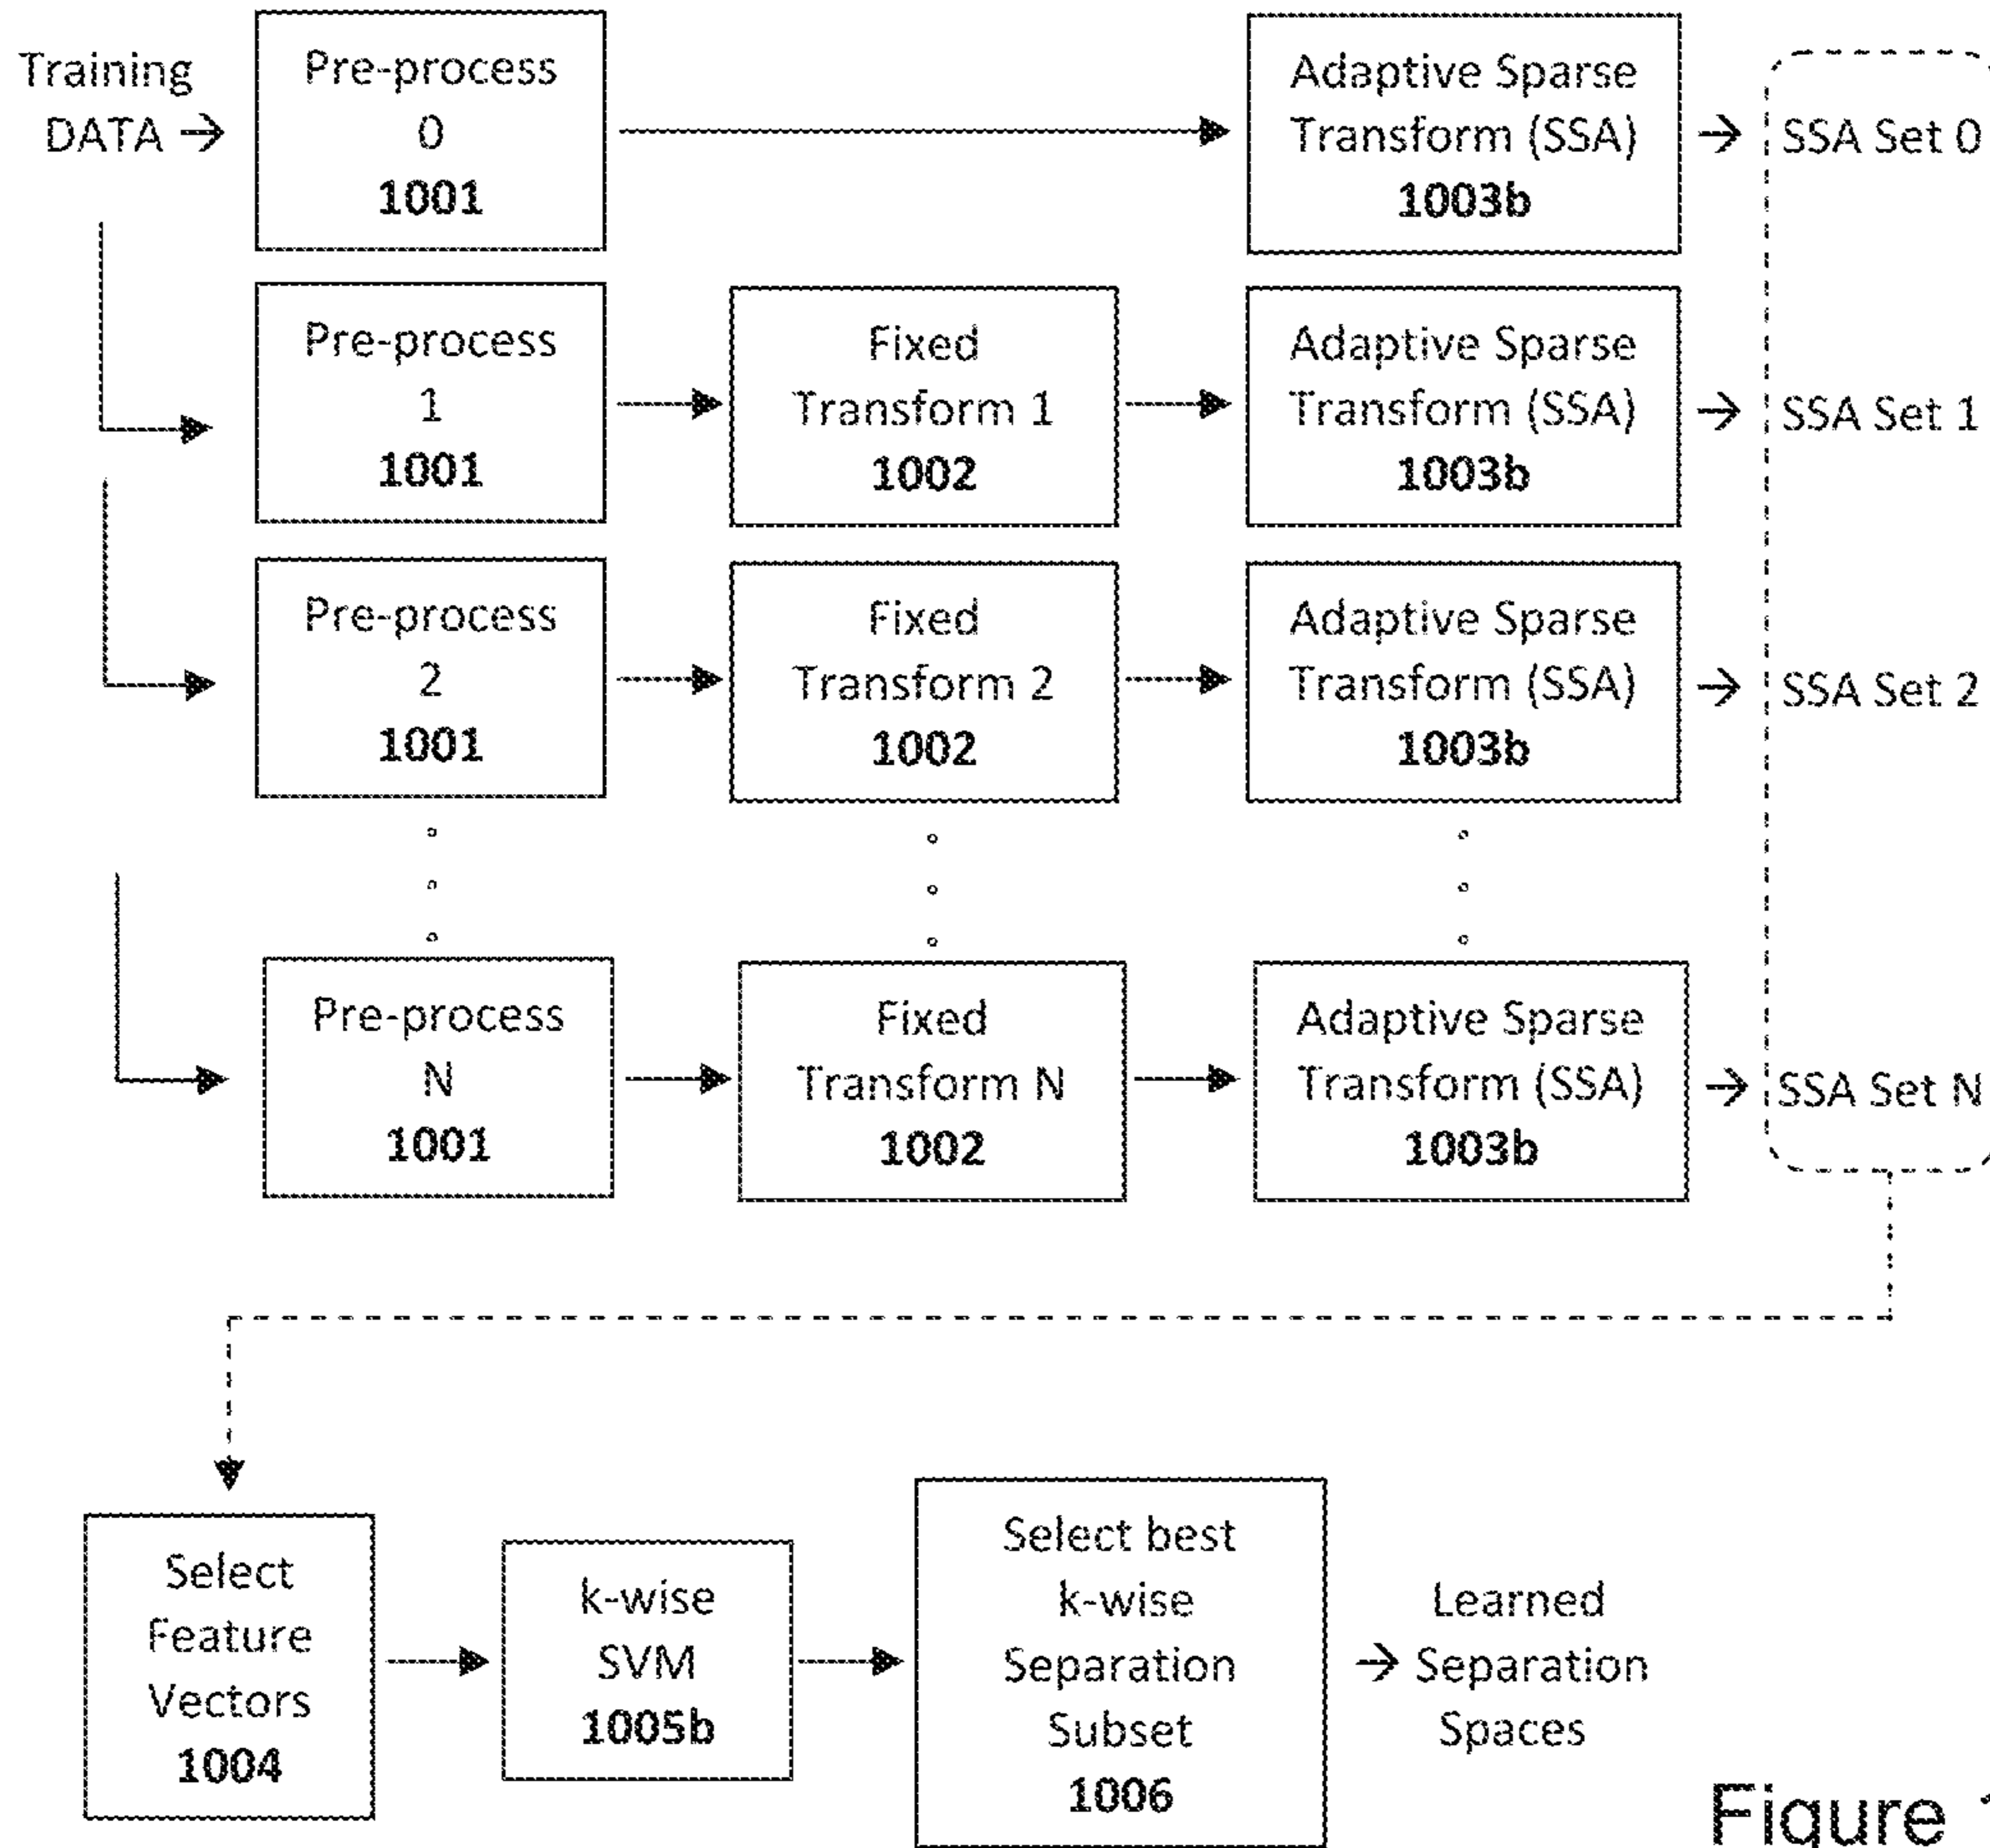 Training
DATA →
Pre-process
0
1001
Adaptive Sparse
Transform (SSA)
1003b
→ SSA Set 0
Pre-process
1
1001
Fixed
Transform 1
1002
Adaptive Sparse
Transform (SSA)
1003b
→ SSA Set 1
Pre-process
2
1001
Fixed
Transform 2
1002
Adaptive Sparse
Transform (SSA)
1003b
→ SSA Set 2
Pre-process
N
1001
Fixed
Transform N
1002
Adaptive Sparse
Transform (SSA)
1003b
→ SSA Set N
Select
Feature
Vectors
1004
k-wise
SVM
1005b
Select best
k-wise
Separation
Subset
1006
Learned
→ Separation
Spaces
Figure